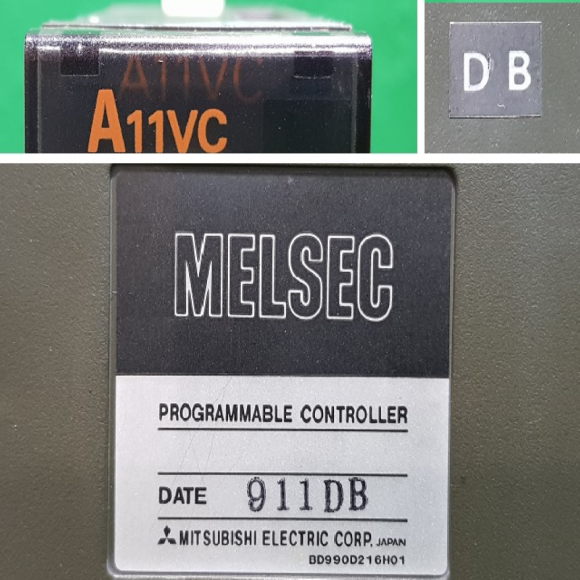 A11VC
A11VC
D B
MELSEC
PROGRAMMABLE CONTROLLER
DATE 911DB
MITSUBISHI ELECTRIC CORP. JAPAN
BD990D216H01